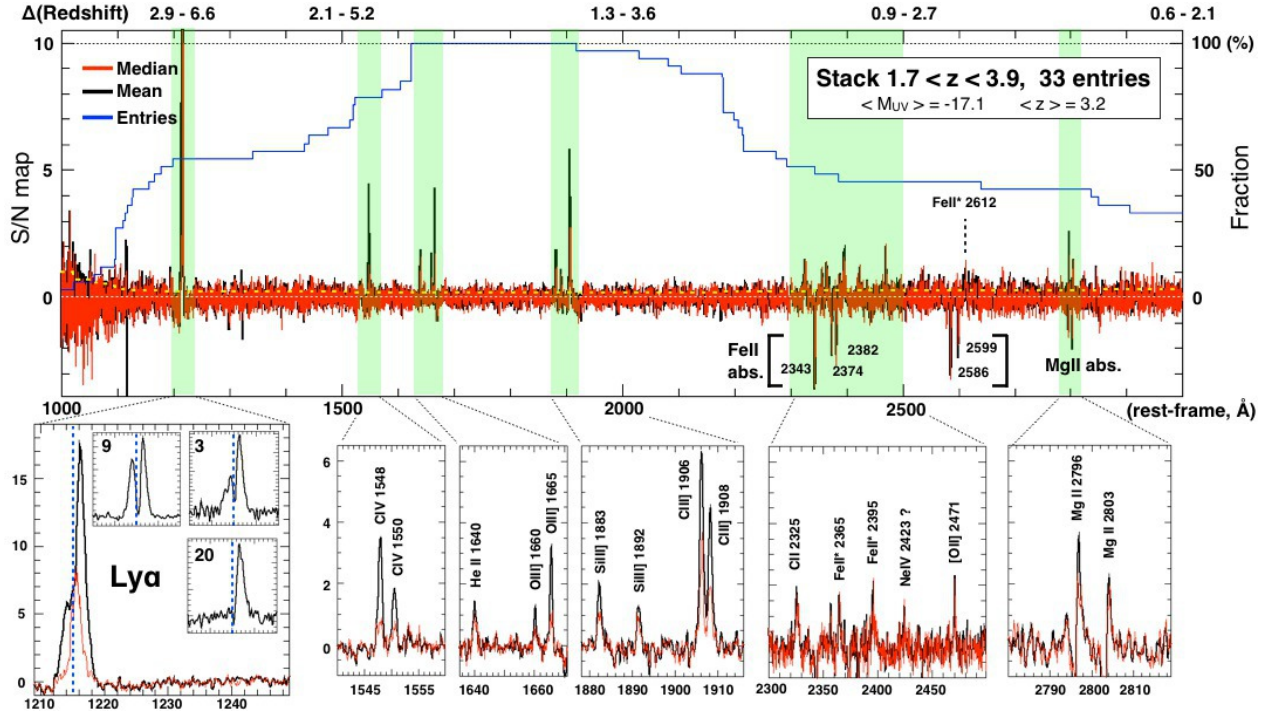 Δ(Redshift) 2.9 - 6.6 2.1 - 5.2 1.3 - 3.6 0.9 - 2.7 0.6 - 2.1
10 100 (%)
Median
Mean
Entries
Stack 1.7 < z < 3.9, 33 entries
< MUV > = -17.1 < z > = 3.2
S/N map
5 50
Fraction
FeII* 2612
0 0
FeII abs.
2343
2382
2374
2599
2586
MgII abs.
1000 1500 2000 2500 (rest-frame, Å)
15
10
5
0
9
3
20
Lyα
1210 1220 1230 1240
6
4
2
0
CIV 1548
CIV 1550
1545 1555
He II 1640
OIII] 1660
OIII] 1665
1640 1660
SiIII] 1883
SiIII] 1892
CIII] 1906
CIII] 1908
1880 1890 1900 1910
CII 2325
FeII* 2365
FeII* 2395
NeIV 2423 ?
[OII] 2471
2300 2350 2400 2450
Mg II 2796
Mg II 2803
2790 2800 2810